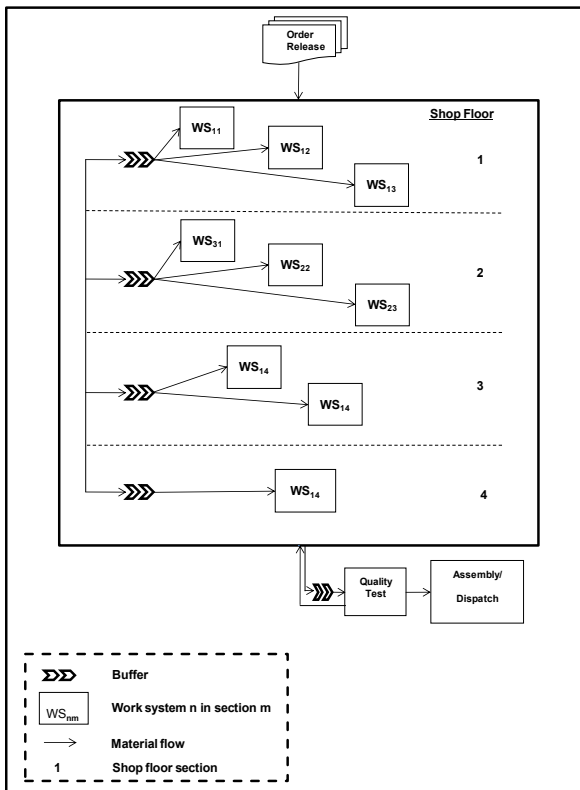 Order
Release
Shop Floor
WS₁₁
WS₁₂
1
WS₁₃
WS₃₁
WS₂₂
2
WS₂₃
WS₁₄
3
WS₁₄
WS₁₄
4
Quality
Test
Assembly/
Dispatch
Buffer
WSₙₘ
Work system n in section m
Material flow
1
Shop floor section